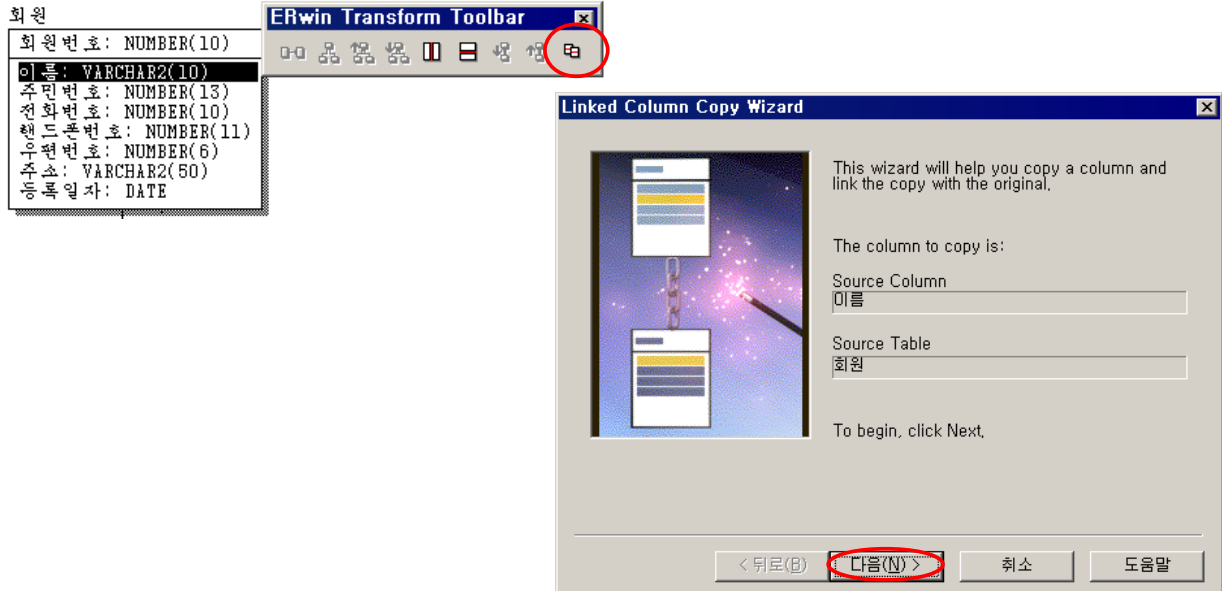 회원
회원번호: NUMBER(10)
이름: VARCHAR2(10)
주민번호: NUMBER(13)
전화번호: NUMBER(10)
핸드폰번호: NUMBER(11)
우편번호: NUMBER(6)
주소: VARCHAR2(50)
등록일자: DATE
ERwin Transform Toolbar
Linked Column Copy Wizard
This wizard will help you copy a column and
link the copy with the original.
The column to copy is:
Source Column
이름
Source Table
회원
To begin, click Next.
< 뒤로(B)
다음(N) >
취소
도움말